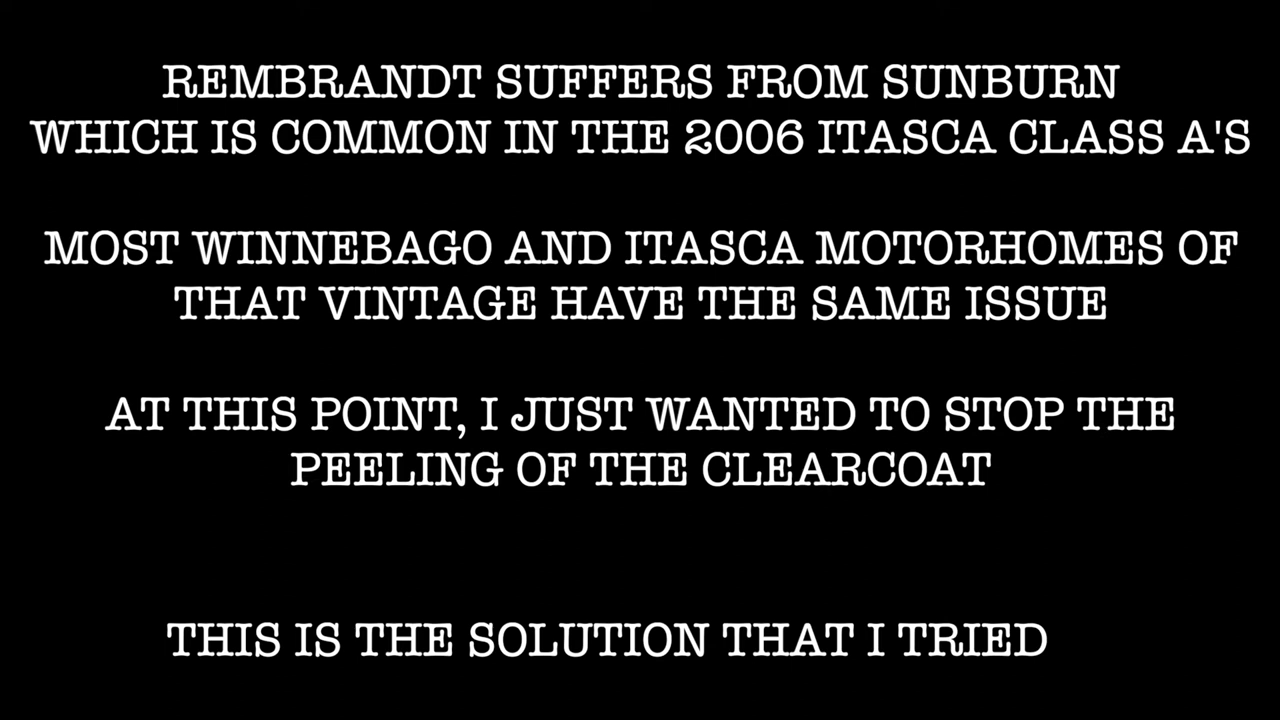 REMBRANDT SUFFERS FROM SUNBURN
WHICH IS COMMON IN THE 2006 ITASCA CLASS A'S
MOST WINNEBAGO AND ITASCA MOTORHOMES OF
THAT VINTAGE HAVE THE SAME ISSUE
AT THIS POINT, I JUST WANTED TO STOP THE
PEELING OF THE CLEARCOAT
THIS IS THE SOLUTION THAT I TRIED